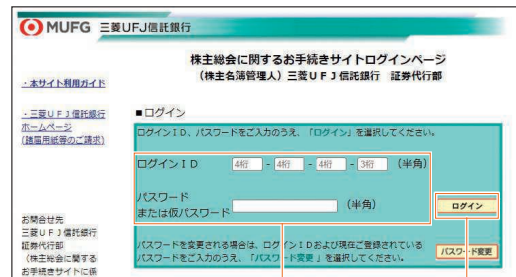 MUFG 三菱UFJ信託銀行
株主総会に関するお手続きサイトログインページ
(株主名簿管理人)三菱UFJ信託銀行 証券代行部
・本サイト利用ガイド
・三菱UFJ信託銀行
ホームページ
(諸届用紙等のご請求)
■ログイン
ログインID、パスワードをご入力のうえ、「ログイン」を選択してください。
ログインID 4桁 - 4桁 - 4桁 - 3桁 (半角)
パスワード
または仮パスワード (半角)
ログイン
お問合せ先
三菱UFJ信託銀行
証券代行部
(株主総会に関する
お手続きサイトに係
パスワードを変更される場合は、ログインIDおよび現在ご登録されている
パスワードをご入力のうえ、「パスワード変更」を選択してください。
パスワード変更